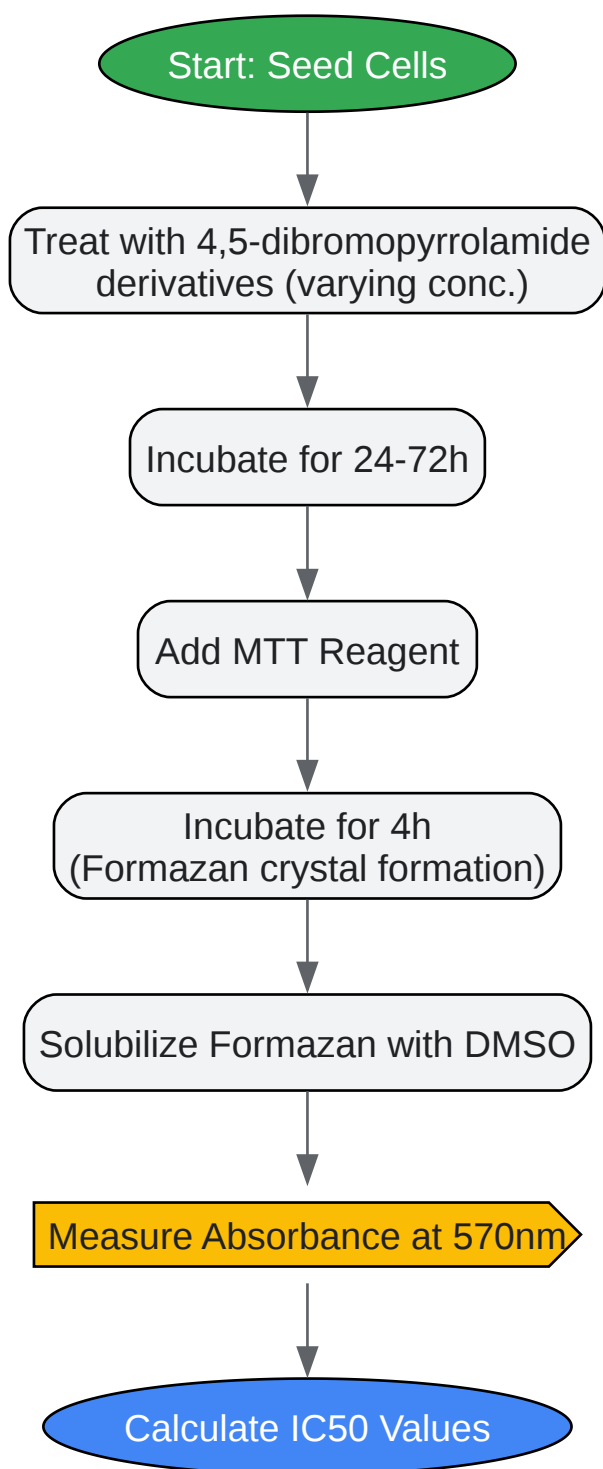 Start: Seed Cells
Treat with 4,5-dibromopyrrolamide
derivatives (varying conc.)
Incubate for 24-72h
Add MTT Reagent
Incubate for 4h
(Formazan crystal formation)
Solubilize Formazan with DMSO
Measure Absorbance at 570nm
Calculate IC50 Values